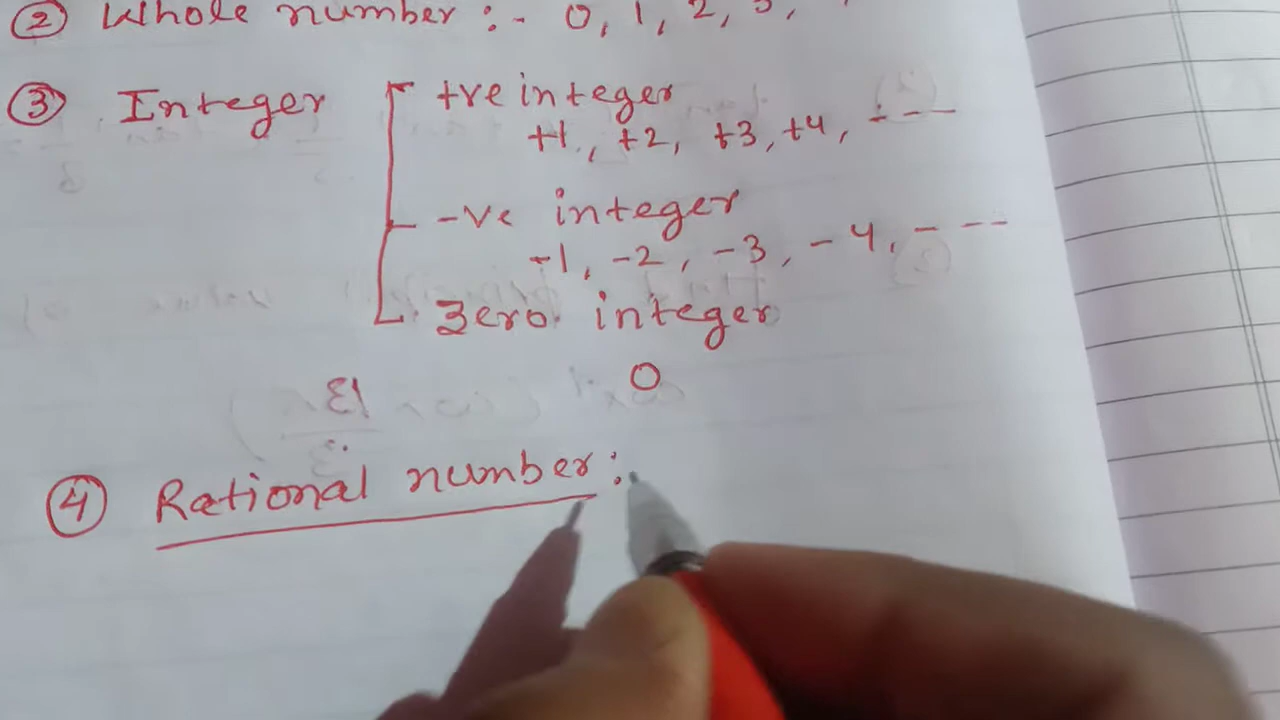 ② Whole number :- 0, 1, 2, 3,
③ Integer
+ve integer
+1, +2, +3, +4, - - -
-ve integer
-1, -2, -3, -4, - - -
Zero integer
0
④ Rational number :